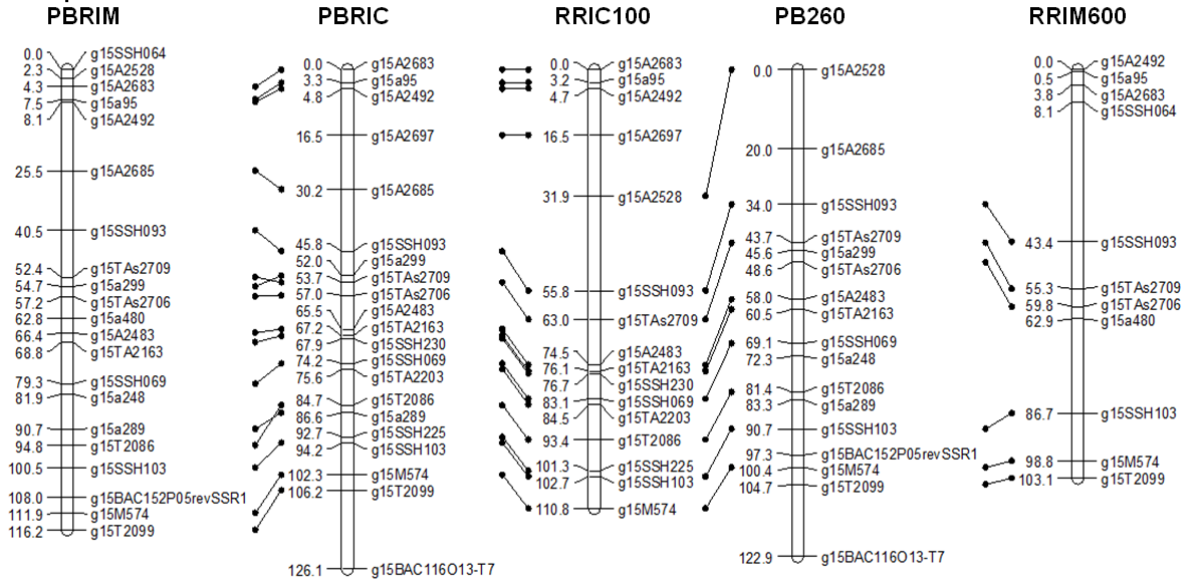 PBRIM
0.0 g15SSH064
2.3 g15A2528
4.3 g15A2683
7.5 g15a95
8.1 g15A2492
25.5 g15A2685
40.5 g15SSH093
52.4 g15TAs2709
54.7 g15a299
57.2 g15TAs2706
62.8 g15a480
66.4 g15A2483
68.8 g15TA2163
79.3 g15SSH069
81.9 g15a248
90.7 g15a289
94.8 g15T2086
100.5 g15SSH103
108.0 g15BAC152P05revSSR1
111.9 g15M574
116.2 g15T2099
PBRIC
0.0 g15A2683
3.3 g15a95
4.8 g15A2492
16.5 g15A2697
30.2 g15A2685
45.8 g15SSH093
52.0 g15a299
53.7 g15TAs2709
57.0 g15TAs2706
65.5 g15A2483
67.2 g15TA2163
67.9 g15SSH230
74.2 g15SSH069
75.6 g15TA2203
84.7 g15T2086
86.6 g15a289
92.7 g15SSH225
94.2 g15SSH103
102.3 g15M574
106.2 g15T2099
126.1 g15BAC116O13-T7
RRIC100
0.0 g15A2683
3.2 g15a95
4.7 g15A2492
16.5 g15A2697
31.9 g15A2528
55.8 g15SSH093
63.0 g15TAs2709
74.5 g15A2483
76.1 g15TA2163
76.7 g15SSH230
83.1 g15SSH069
84.5 g15TA2203
93.4 g15T2086
101.3 g15SSH225
102.7 g15SSH103
110.8 g15M574
PB260
0.0 g15A2528
20.0 g15A2685
34.0 g15SSH093
43.7 g15TAs2709
45.6 g15a299
48.6 g15TAs2706
58.0 g15A2483
60.5 g15TA2163
69.1 g15SSH069
72.3 g15a248
81.4 g15T2086
83.3 g15a289
90.7 g15SSH103
97.3 g15BAC152P05revSSR1
100.4 g15M574
104.7 g15T2099
122.9 g15BAC116O13-T7
RRIM600
0.0 g15A2492
0.5 g15a95
3.8 g15A2683
8.1 g15SSH064
43.4 g15SSH093
55.3 g15TAs2709
59.8 g15TAs2706
62.9 g15a480
86.7 g15SSH103
98.8 g15M574
103.1 g15T2099